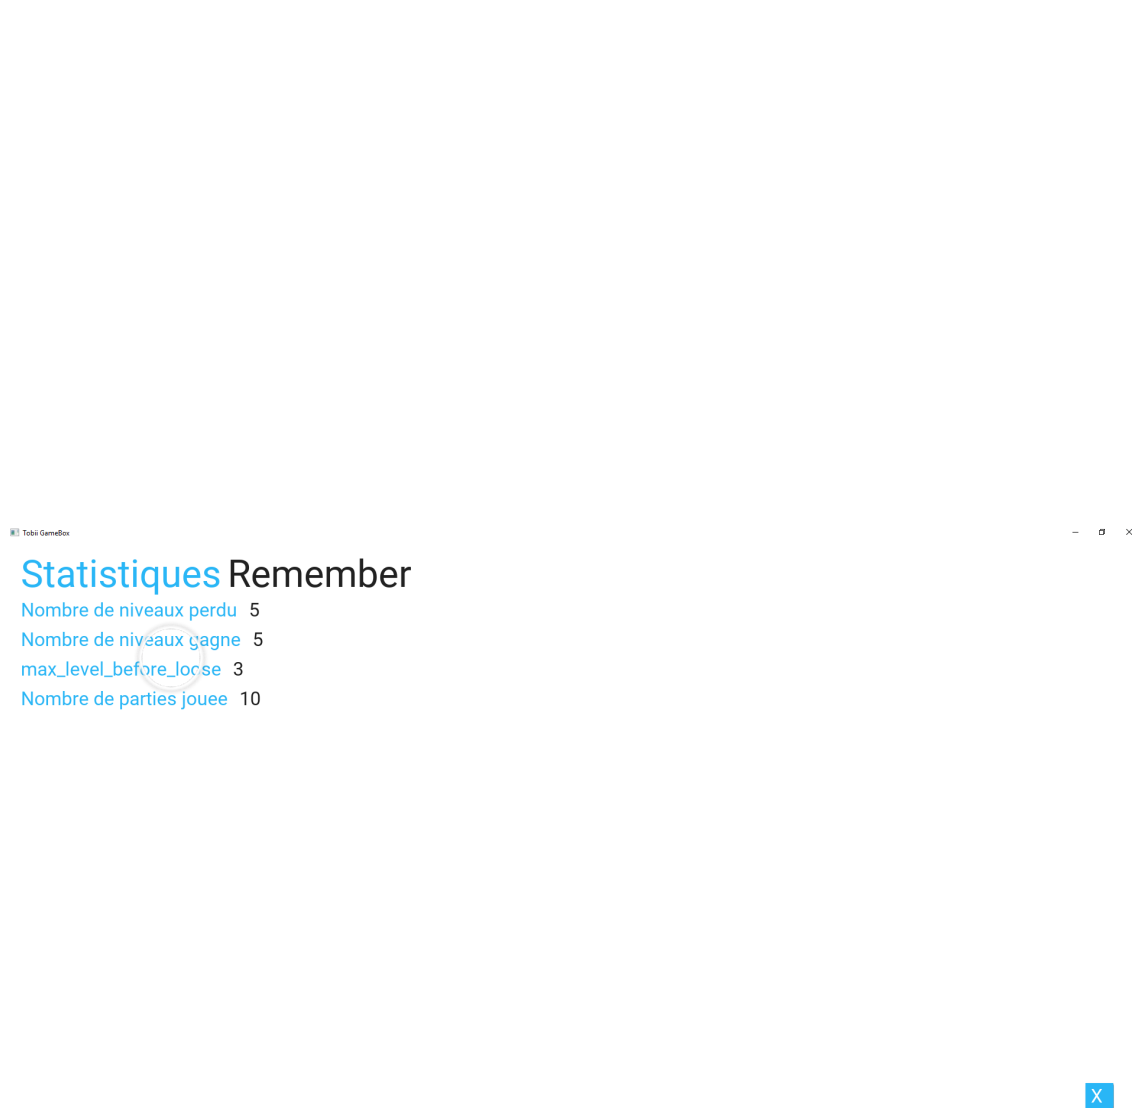 Tobii GameBox
Statistiques Remember
Nombre de niveaux perdu 5
Nombre de niveaux gagne 5
max_level_before_loose 3
Nombre de parties jouee 10
X